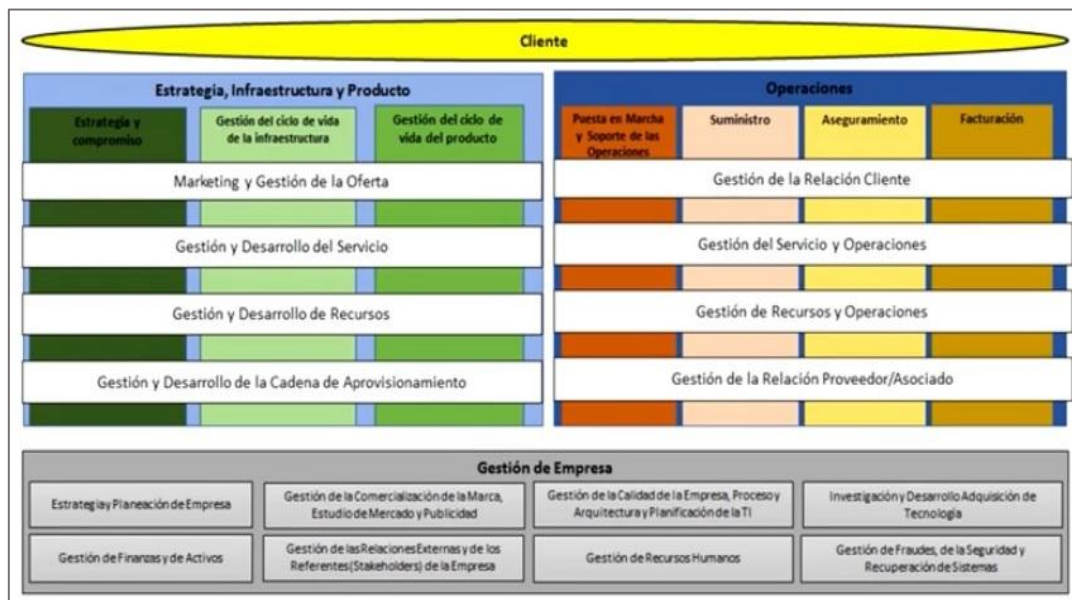 Cliente
Estrategia, Infraestructura y Producto
Estrategia y
compromiso
Gestión del ciclo de vida
de la infraestructura
Gestión del ciclo de
vida del producto
Marketing y Gestión de la Oferta
Gestión y Desarrollo del Servicio
Gestión y Desarrollo de Recursos
Gestión y Desarrollo de la Cadena de Aprovisionamiento
Operaciones
Puesta en Marcha
y Soporte de las
Operaciones
Suministro
Aseguramiento
Facturación
Gestión de la Relación Cliente
Gestión del Servicio y Operaciones
Gestión de Recursos y Operaciones
Gestión de la Relación Proveedor/Asociado
Gestión de Empresa
Estrategia y Planeación de Empresa
Gestión de la Comercialización de la Marca,
Estudio de Mercado y Publicidad
Gestión de la Calidad de la Empresa, Proceso y
Arquitectura y Planificación de la TI
Investigación y Desarrollo Adquisición de
Tecnología
Gestión de Finanzas y de Activos
Gestión de las Relaciones Externas y de los
Referentes (Stakeholders) de la Empresa
Gestión de Recursos Humanos
Gestión de Fraudes, de la Seguridad y
Recuperación de Sistemas